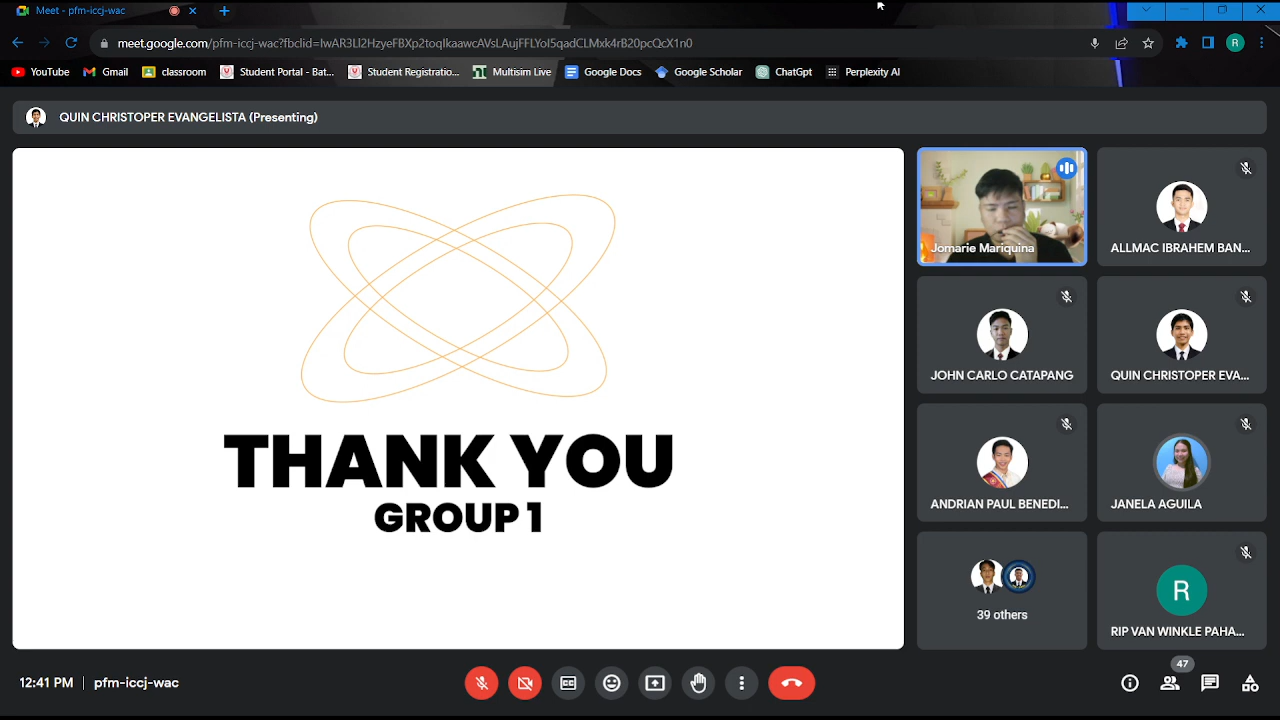 Meet - pfm-iccj-wac
meet.google.com/pfm-iccj-wac?fbclid=IwAR3Ll2HzyeFBXp2toqIkaawcAVsLAujFFLYoI5qadCLMxk4rB20pcQcX1n0
R
YouTube
Gmail
classroom
Student Portal – Bat...
Student Registratio...
Multisim Live
Google Docs
Google Scholar
ChatGpt
Perplexity AI
QUIN CHRISTOPER EVANGELISTA (Presenting)
THANK YOU
GROUP 1
Jomarie Mariquina
ALLMAC IBRAHEM BAN...
JOHN CARLO CATAPANG
QUIN CHRISTOPER EVA...
ANDRIAN PAUL BENEDI...
JANELA AGUILA
39 others
R
RIP VAN WINKLE PAHA...
12:41 PM | pfm-iccj-wac
47